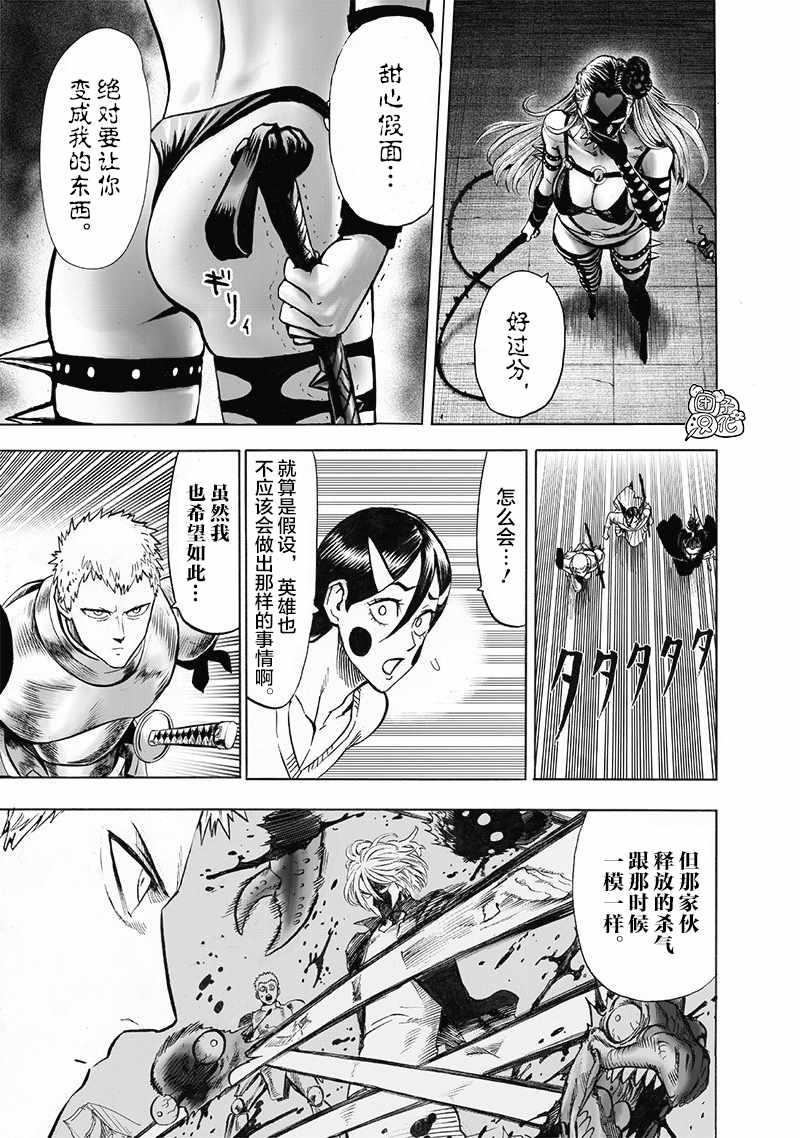 好过分，
甜心假面…
绝对要让你
变成我的东西。
ギリィ
怎么会…！
タタタタタ
就算是假设，英雄也
不应该会做出那样的事情啊。
虽然我
也希望如此…
但那家伙
释放的杀气
跟那时候
一模一样。